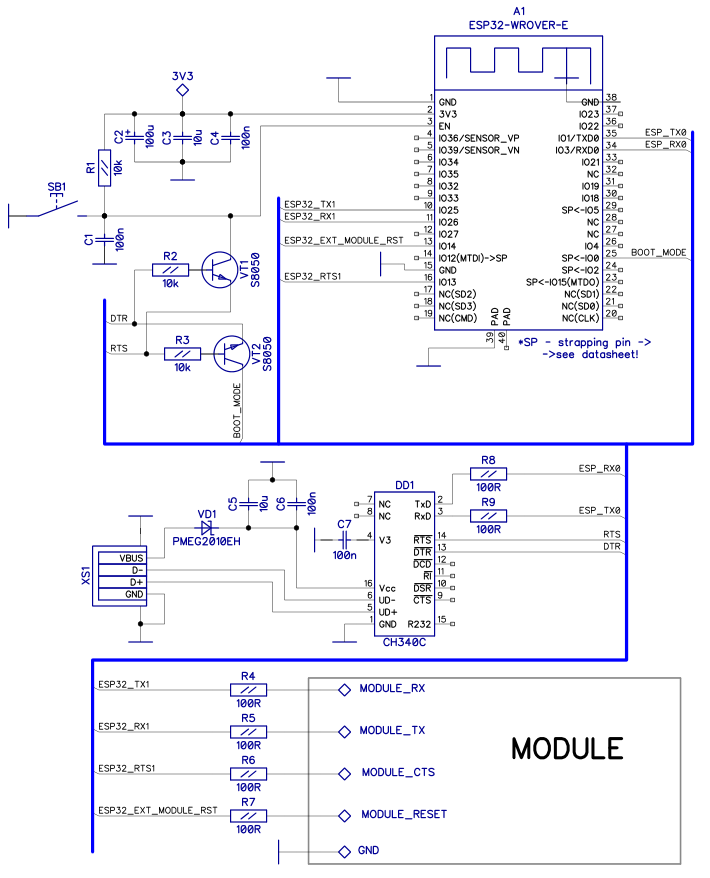 A1
ESP32-WROVER-E
1 GND
2 3V3
3 EN
4 IO36/SENSOR_VP
5 IO39/SENSOR_VN
6 IO34
7 IO35
8 IO32
9 IO33
10 IO25
11 IO26
12 IO27
13 IO14
14 IO12(MTDI)->SP
15 GND
16 IO13
17 NC(SD2)
18 NC(SD3)
19 NC(CMD)
GND 38
IO23 37
IO22 36
IO1/TXD0 35
IO3/RXD0 34
IO21 33
NC 32
IO19 31
IO18 30
SP<-IO5 29
NC 28
NC 27
IO4 26
SP<-IO0 25
SP<-IO2 24
SP<-IO15(MTDO) 23
NC(SD1) 22
NC(SD0) 21
NC(CLK) 20
39 PAD
40 PAD
ESP_TX0
ESP_RX0
BOOT_MODE
*SP - strapping pin ->
->see datasheet!
3V3
C2 + 100u
C3 10u
C4 100n
R1 10k
SB1
C1 100n
ESP32_TX1
ESP32_RX1
ESP32_EXT_MODULE_RST
ESP32_RTS1
R2
10k
VT1
S8050
DTR
RTS
R3
10k
VT2
S8050
BOOT_MODE
R8
100R
ESP_RX0
R9
100R
ESP_TX0
RTS
DTR
DD1
7 NC
8 NC
4 V3
16 Vcc
6 UD-
5 UD+
1 GND
TxD 2
RxD 3
RTS 14
DTR 13
DCD 12
RI 11
DSR 10
CTS 9
R232 15
CH340C
C5 10u
C6 100n
C7
100n
VD1
PMEG2010EH
XS1
VBUS
D-
D+
GND
ESP32_TX1
R4
100R
MODULE_RX
ESP32_RX1
R5
100R
MODULE_TX
ESP32_RTS1
R6
100R
MODULE_CTS
ESP32_EXT_MODULE_RST
R7
100R
MODULE_RESET
GND
MODULE